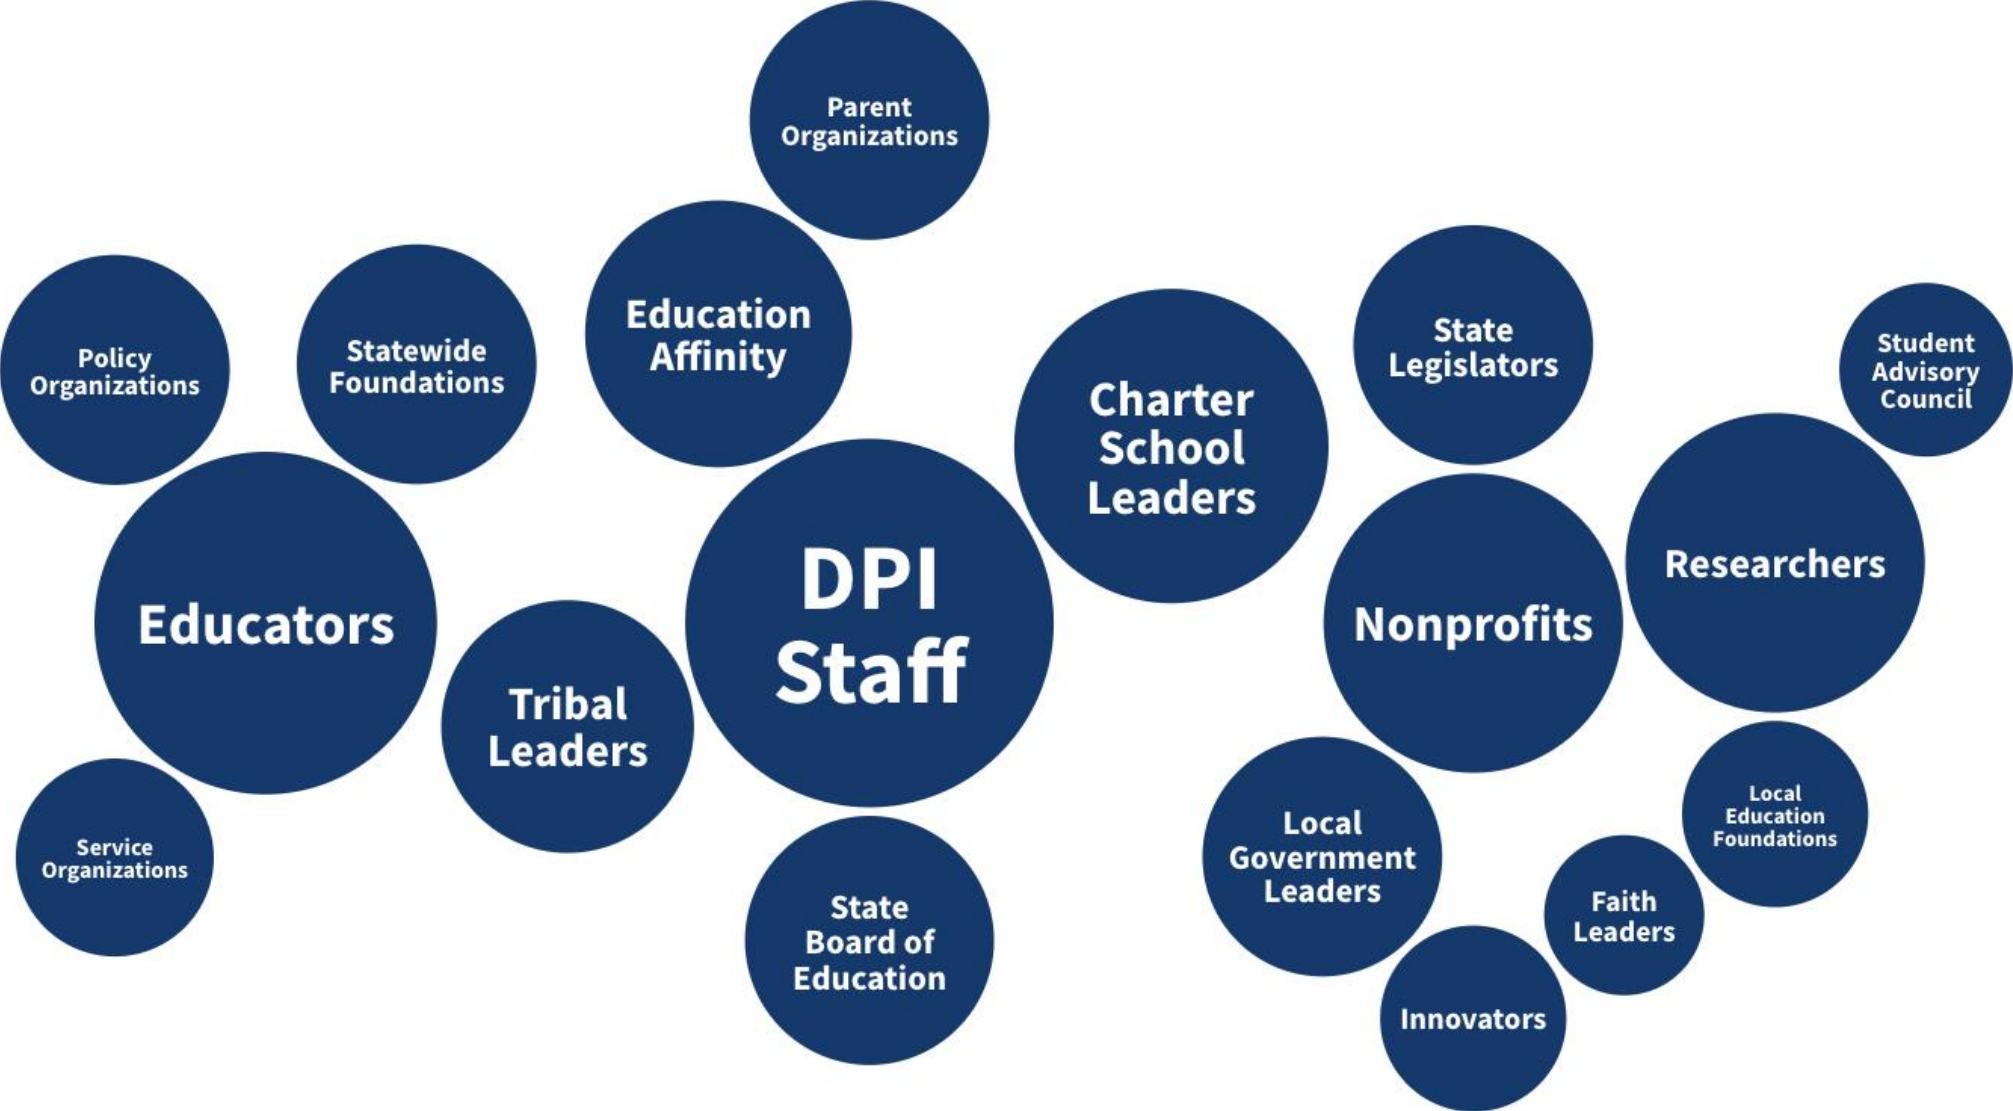 Parent
Organizations
Education
Affinity
Policy
Organizations
Statewide
Foundations
Charter
School
Leaders
State
Legislators
Student
Advisory
Council
Educators
Tribal
Leaders
DPI
Staff
Nonprofits
Researchers
Service
Organizations
State
Board of
Education
Local
Government
Leaders
Local
Education
Foundations
Faith
Leaders
Innovators